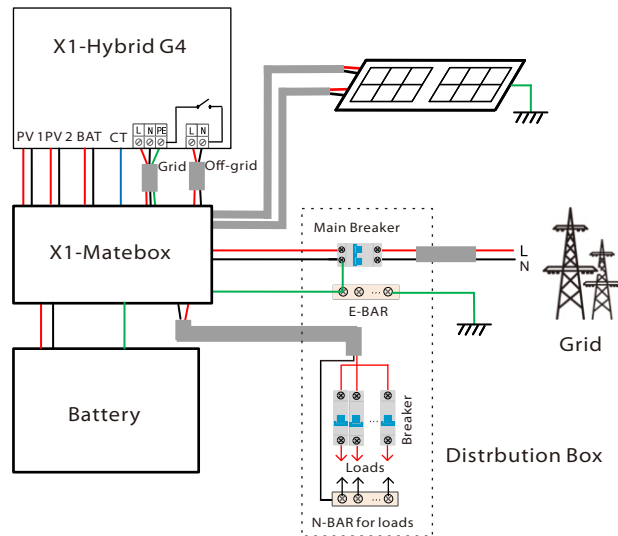 X1-Hybrid G4
PV 1 PV 2 BAT CT
L N PE
L N
Grid
Off-grid
X1-Matebox
Main Breaker
L
N
E-BAR
Grid
Battery
Breaker
Loads
Distrbution Box
N-BAR for loads